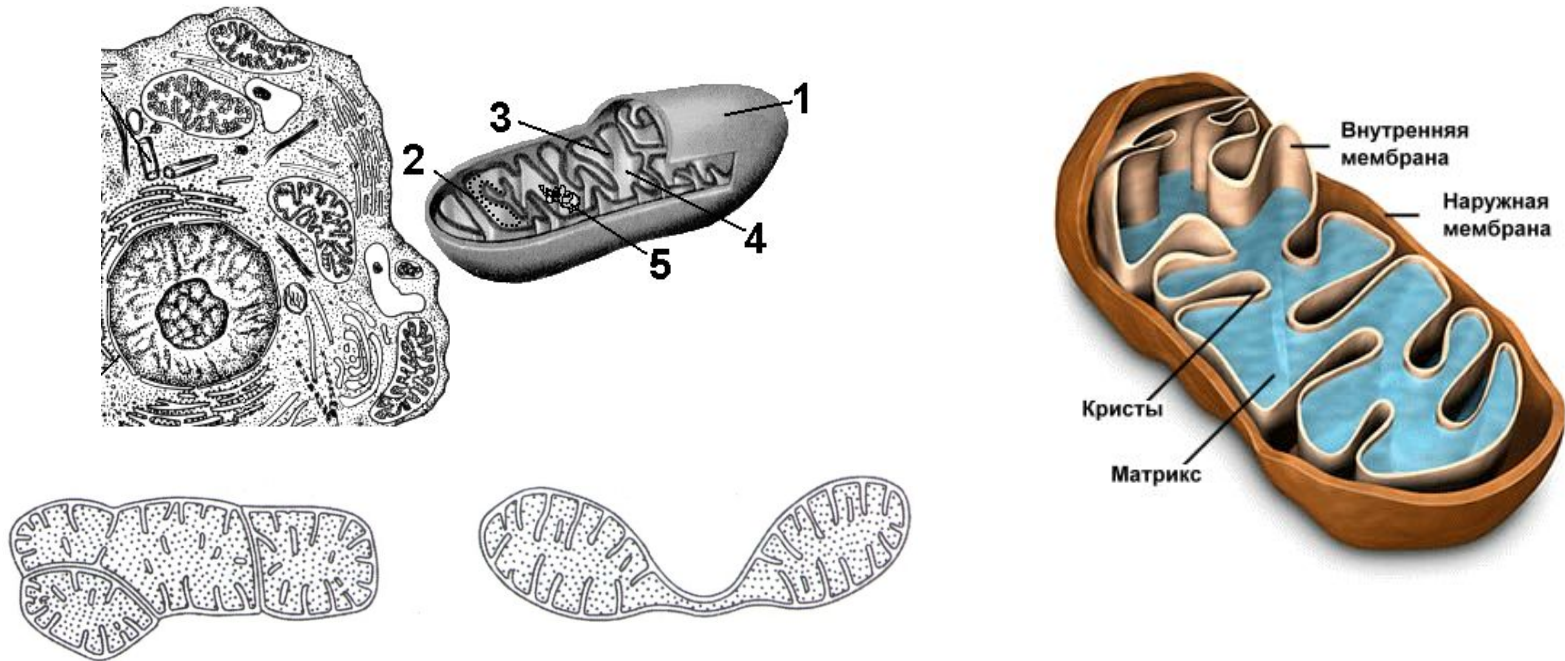 1
3
2
4
5
Внутренняя
мембрана
Наружная
мембрана
Кристы
Матрикс